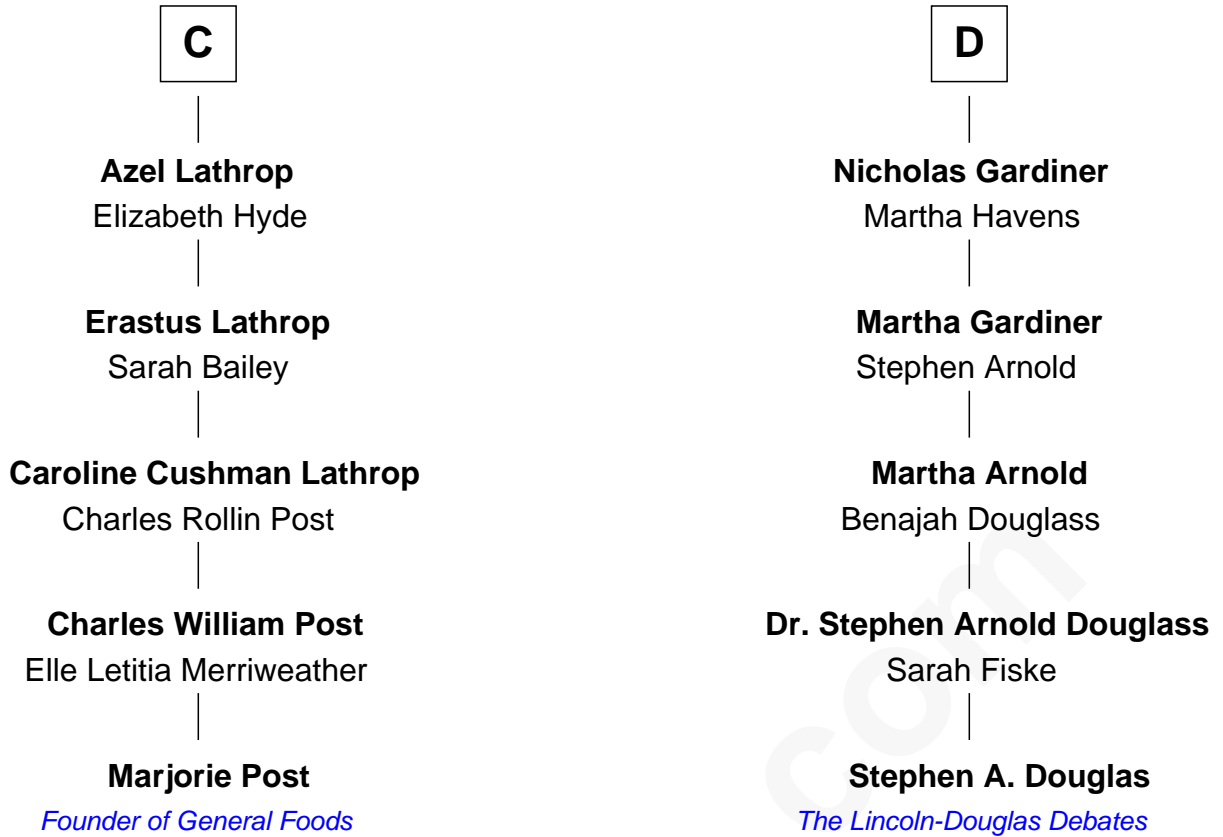 C
Azel Lathrop
Elizabeth Hyde
Erastus Lathrop
Sarah Bailey
Caroline Cushman Lathrop
Charles Rollin Post
Charles William Post
Elle Letitia Merriweather
Marjorie Post
Founder of General Foods
D
Nicholas Gardiner
Martha Havens
Martha Gardiner
Stephen Arnold
Martha Arnold
Benajah Douglass
Dr. Stephen Arnold Douglass
Sarah Fiske
Stephen A. Douglas
The Lincoln-Douglas Debates
com